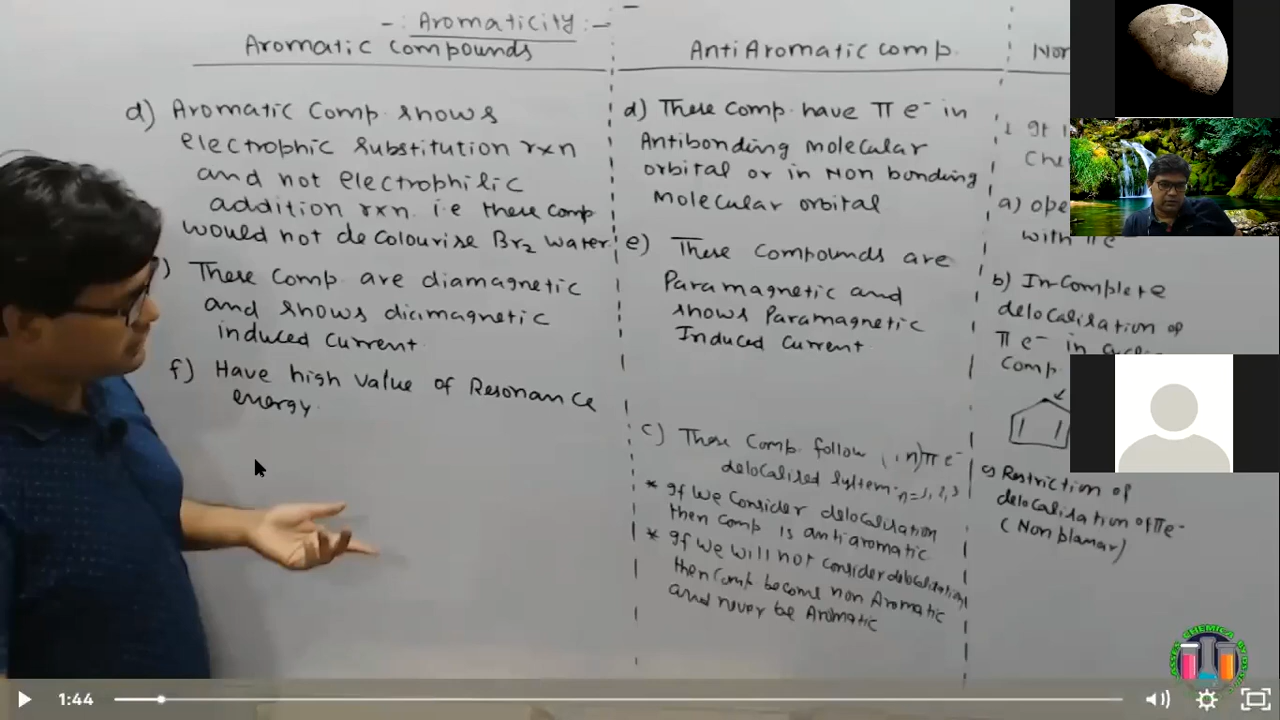 -: Aromaticity :-
Aromatic Compounds
d) Aromatic Comp. shows
electrophic substitution rxn
and not electrophilic
addition rxn. i.e these comp
would not decolourise Br₂ water
) These Comp are diamagnetic
and shows diamagnetic
induced current
f) Have high value of Resonance
energy.
AntiAromatic comp.
d) These Comp. have π e⁻ in
Antibonding molecular
orbital or in Non bonding
molecular orbital
e) These Compounds are
Paramagnetic and
shows Paramagnetic
Induced Current
c) These Comp. follow ( n) π e⁻
delocalised system. n=1, 2, 3
* If we Consider delocalisation
then comp is antiaromatic
* If we will not consider delocalisation
then Comp. become non Aromatic
and never be Aromatic
Non
a) ope
with π e⁻
b) Incomplete
delocalisation of
π e⁻ in
Comp.
c) Restriction of
delocalisation of π e⁻
(Non planar)
1:44